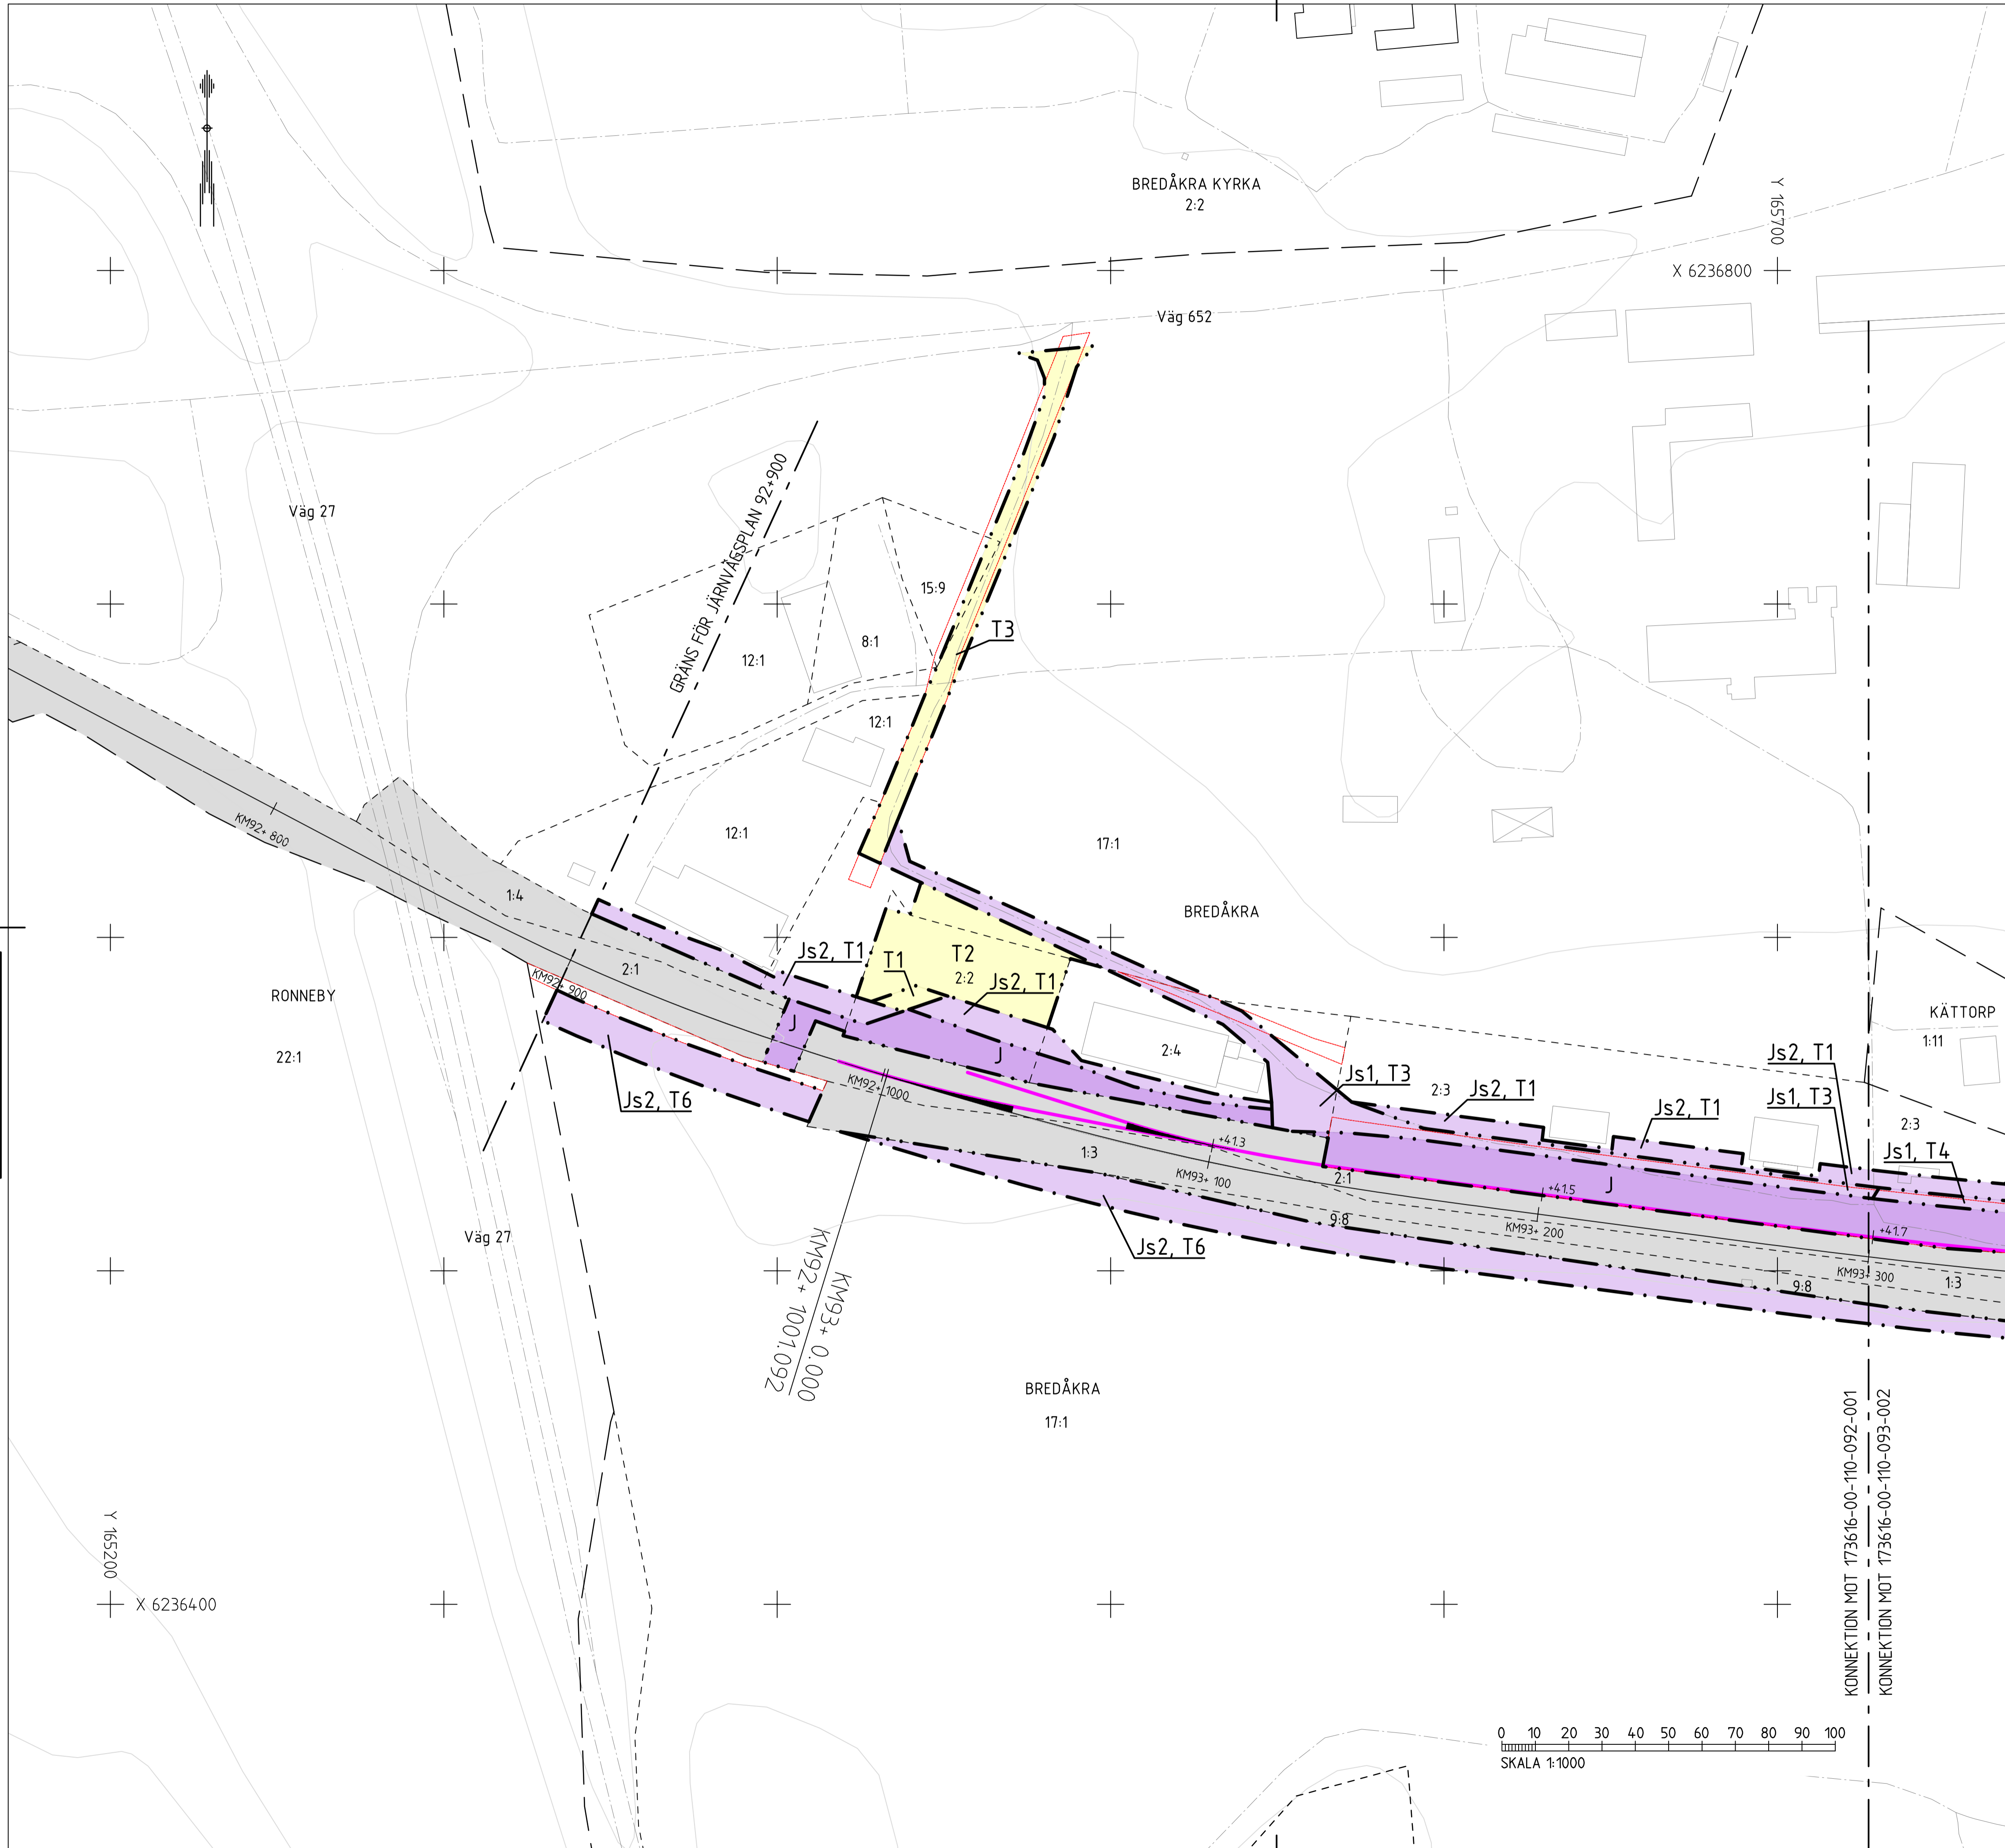 BREDÅKRA KYRKA
2:2
Y 165700
X 6236800
Väg 652
Väg 27
GRÄNS FÖR JÄRNVÄGSPLAN 92+900
15:9
T3
8:1
12:1
12:1
KM92+ 800
12:1
17:1
1:4
BREDÅKRA
Js2, T1
T2
T1
2:2
Js2, T1
2:1
KM92+ 900
RONNEBY
22:1
J
J
2:4
KÄTTORP
1:11
Js2, T1
Js1, T3
2:3
Js2, T1
Js2, T1
Js1, T3
2:3
Js2, T6
KM92+ 1000
+41.3
1:3
Js1, T4
KM93+ 100
2:1
+41.5
J
9:8
KM93+ 200
+41.7
Väg 27
Js2, T6
KM93+ 300
9:8
1:3
KM93+ 0.000
KM92+ 1001.092
BREDÅKRA
17:1
KONNEKTION MOT 173616-00-110-092-001
KONNEKTION MOT 173616-00-110-093-002
Y 165200
X 6236400
0 10 20 30 40 50 60 70 80 90 100
SKALA 1:1000